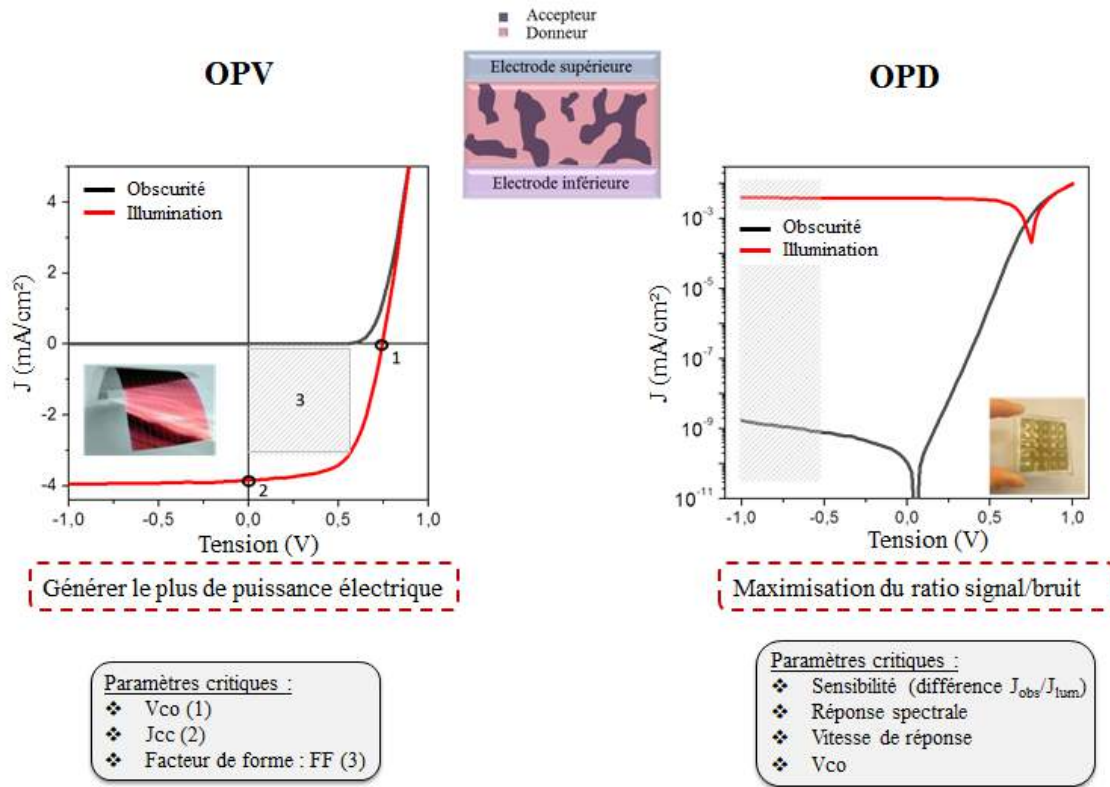 Accepteur
Donneur
OPV
Electrode supérieure
OPD
Electrode inférieure
Obscurité
Illumination
J (mA/cm²)
4
2
0
-2
-4
1
3
2
-1,0 -0,5 0,0 0,5 1,0
Tension (V)
Obscurité
Illumination
J (mA/cm²)
10⁻³
10⁻⁵
10⁻⁷
10⁻⁹
10⁻¹¹
-1,0 -0,5 0,0 0,5 1,0
Tension (V)
Générer le plus de puissance électrique
Maximisation du ratio signal/bruit
Paramètres critiques :
❖ Vco (1)
❖ Jcc (2)
❖ Facteur de forme : FF (3)
Paramètres critiques :
❖ Sensibilité (différence Jobs/Jlum)
❖ Réponse spectrale
❖ Vitesse de réponse
❖ Vco